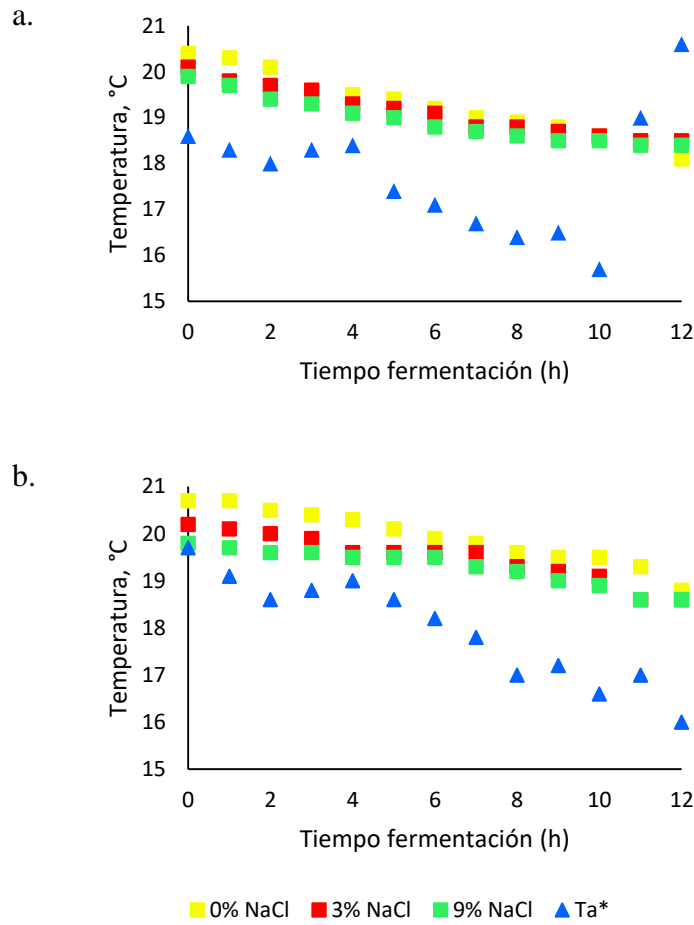 a.
Temperatura, °C
21
20
19
18
17
16
15
0 2 4 6 8 10 12
Tiempo fermentación (h)
b.
Temperatura, °C
21
20
19
18
17
16
15
0 2 4 6 8 10 12
Tiempo fermentación (h)
0% NaCl 3% NaCl 9% NaCl Ta*